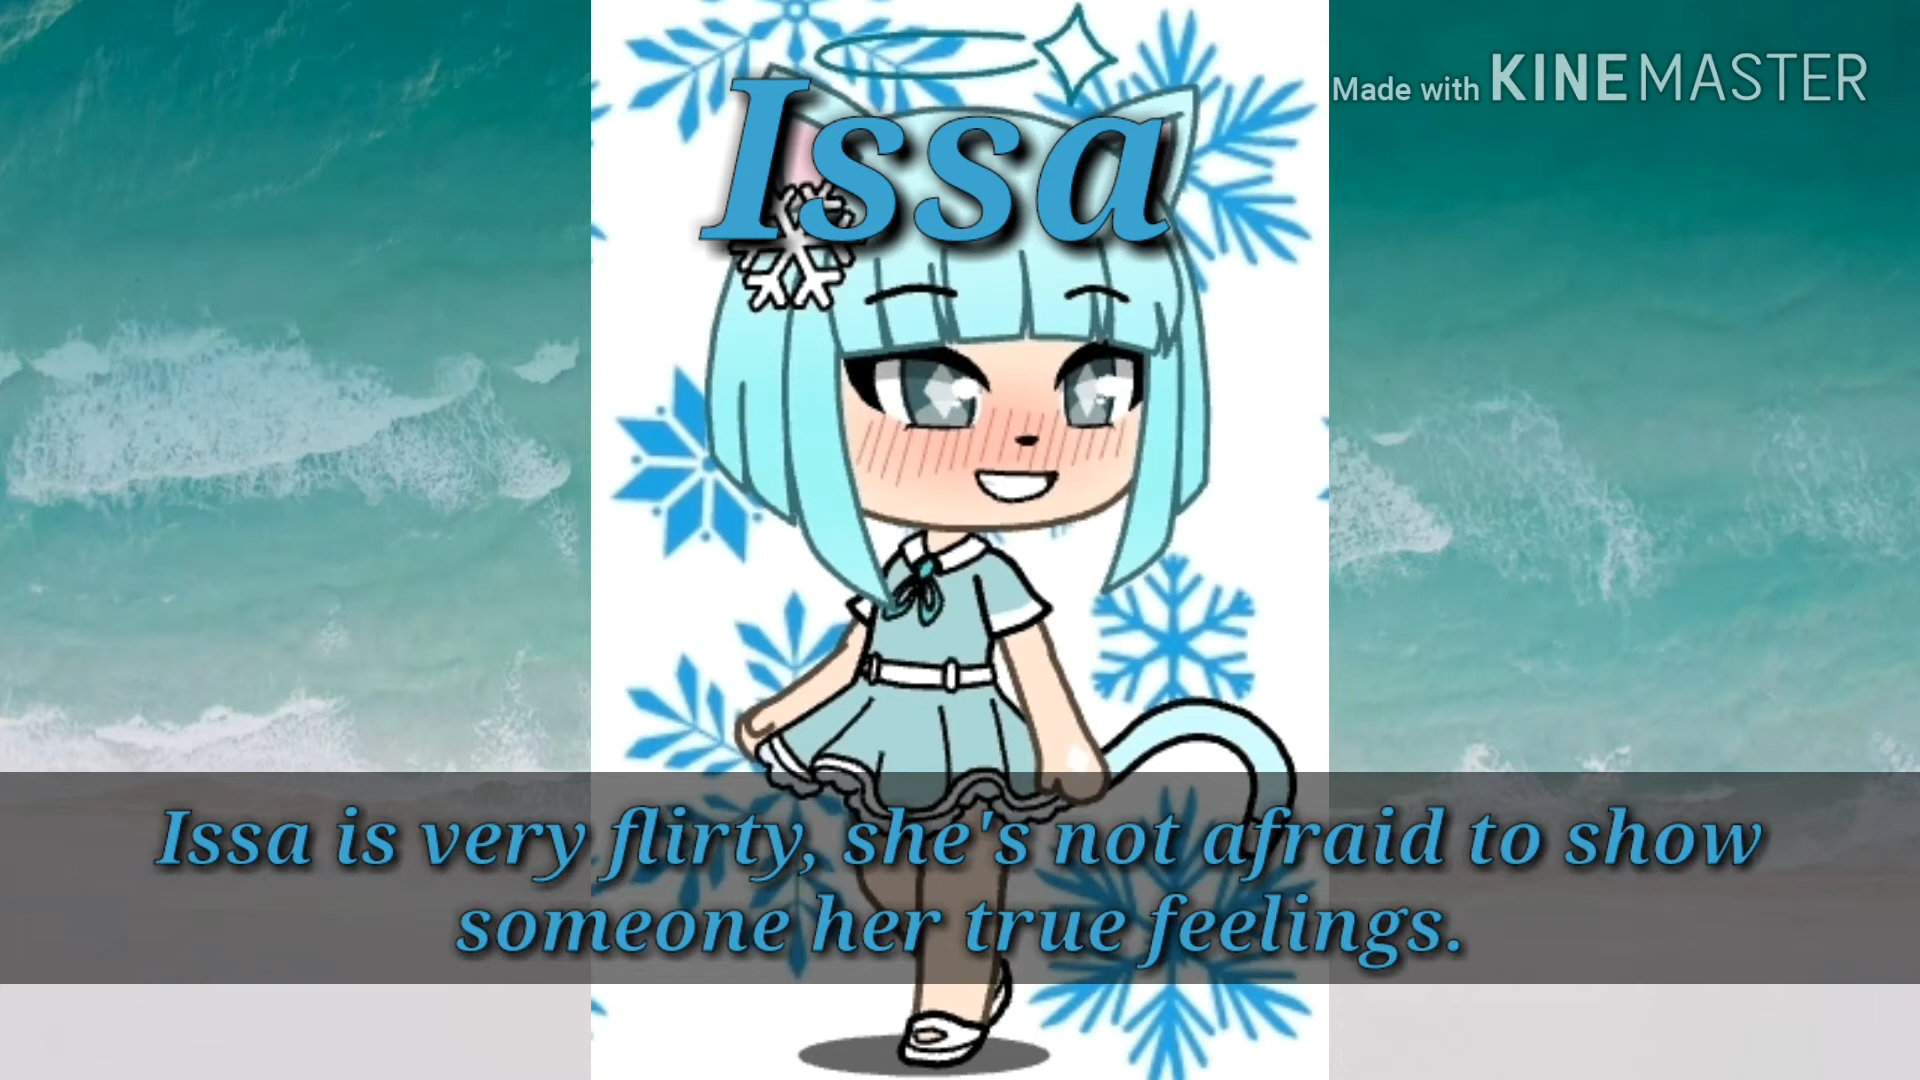 Made with KINEMASTER
Issa
Issa is very flirty, she's not afraid to show
someone her true feelings.